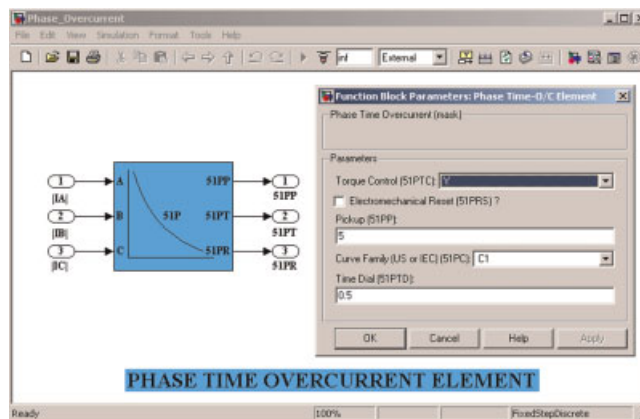 Phase_Overcurrent
File Edit View Simulation Format Tools Help
inf
External
1
|IA|
2
|IB|
3
|IC|
A
B
C
51P
51PP
51PT
51PR
1
51PP
2
51PT
3
51PR
Function Block Parameters: Phase Time-O/C Element
Phase Time Overcurrent (mask)
Parameters
Torque Control (51PTC): Y
Electromechanical Reset (51PRS) ?
Pickup (51PP):
5
Curve Family (US or IEC) (51PC): C1
Time Dial (51PTD):
0.5
OK Cancel Help Apply
PHASE TIME OVERCURRENT ELEMENT
Ready 100% FixedStepDiscrete